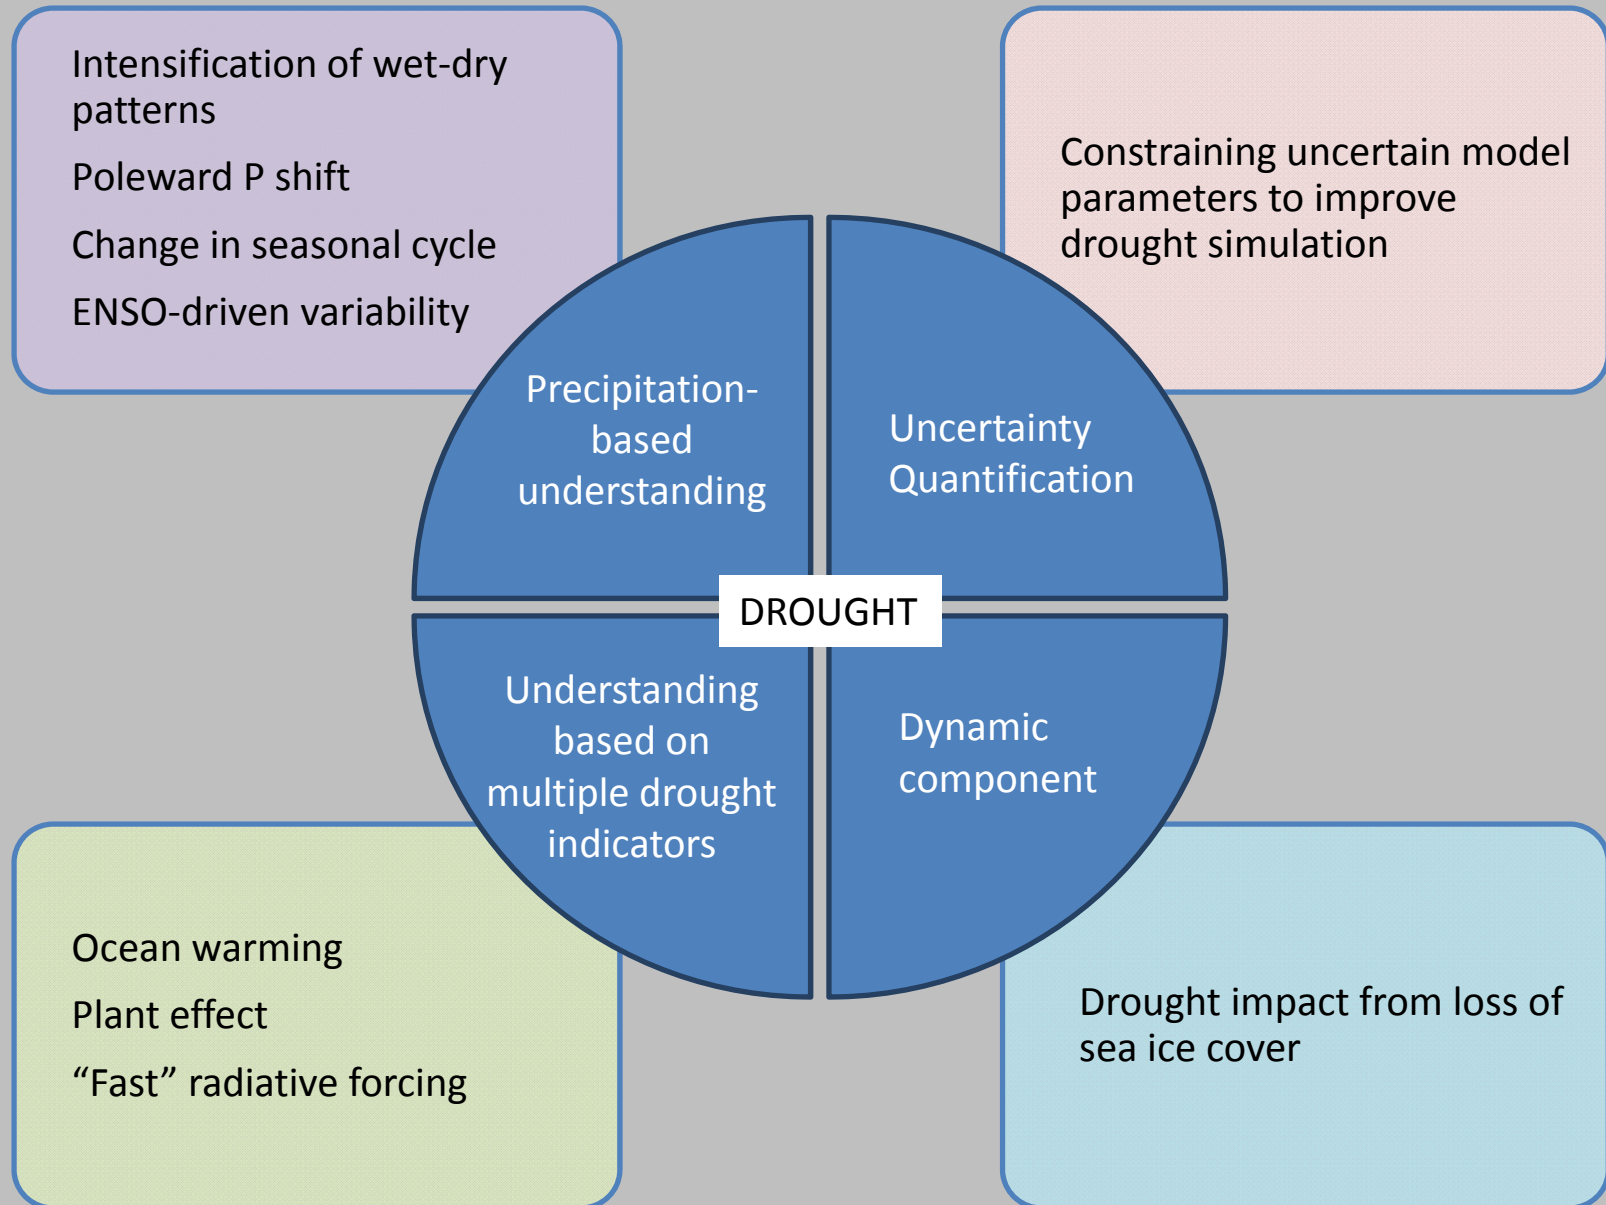 Intensification of wet-dry
patterns
Poleward P shift
Change in seasonal cycle
ENSO-driven variability
Constraining uncertain model
parameters to improve
drought simulation
Precipitation-
based
understanding
Uncertainty
Quantification
DROUGHT
Understanding
based on
multiple drought
indicators
Dynamic
component
Ocean warming
Plant effect
“Fast” radiative forcing
Drought impact from loss of
sea ice cover